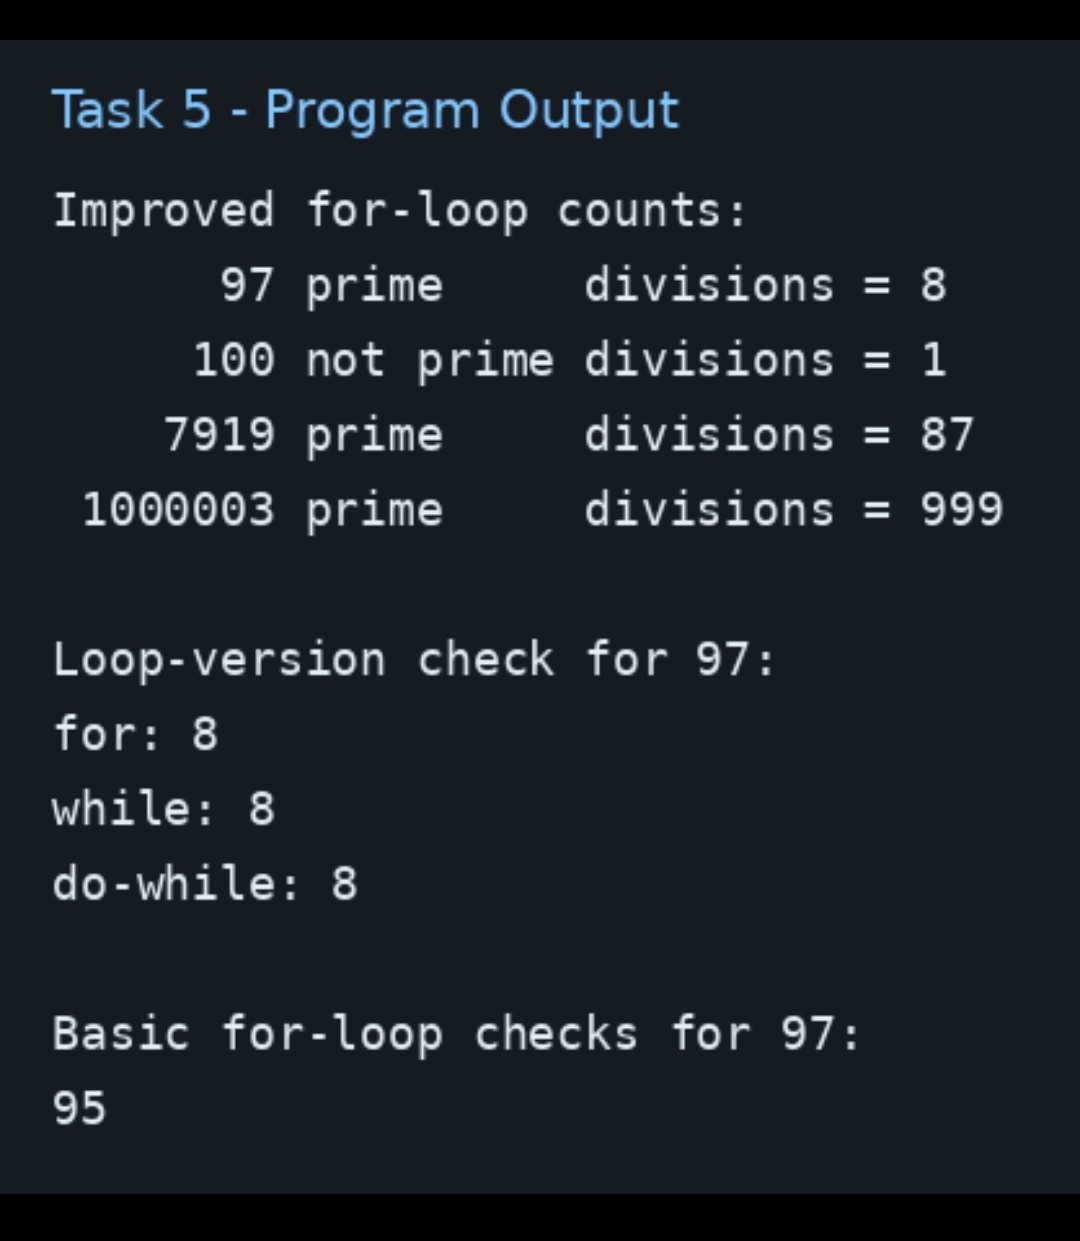 Task 5 - Program Output
Improved for-loop counts:
      97 prime     divisions = 8
     100 not prime divisions = 1
    7919 prime     divisions = 87
 1000003 prime     divisions = 999
Loop-version check for 97:
for: 8
while: 8
do-while: 8
Basic for-loop checks for 97:
95